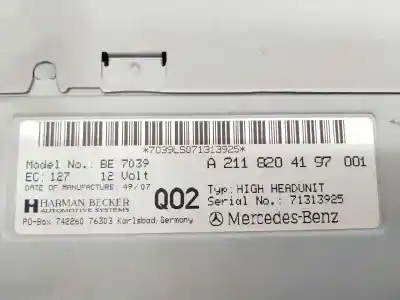 *7039LS071313925*
Model No.: BE 7039
A 211 820 41 97 001
EC: 127 12 Volt
DATE OF MANUFACTURE: 49/07
HARMAN/BECKER
AUTOMOTIVE SYSTEMS
Q02
Typ: HIGH HEADUNIT
Serial No.: 71313925
PO-Box 742260 76303 Karlsbad, Germany
Mercedes-Benz